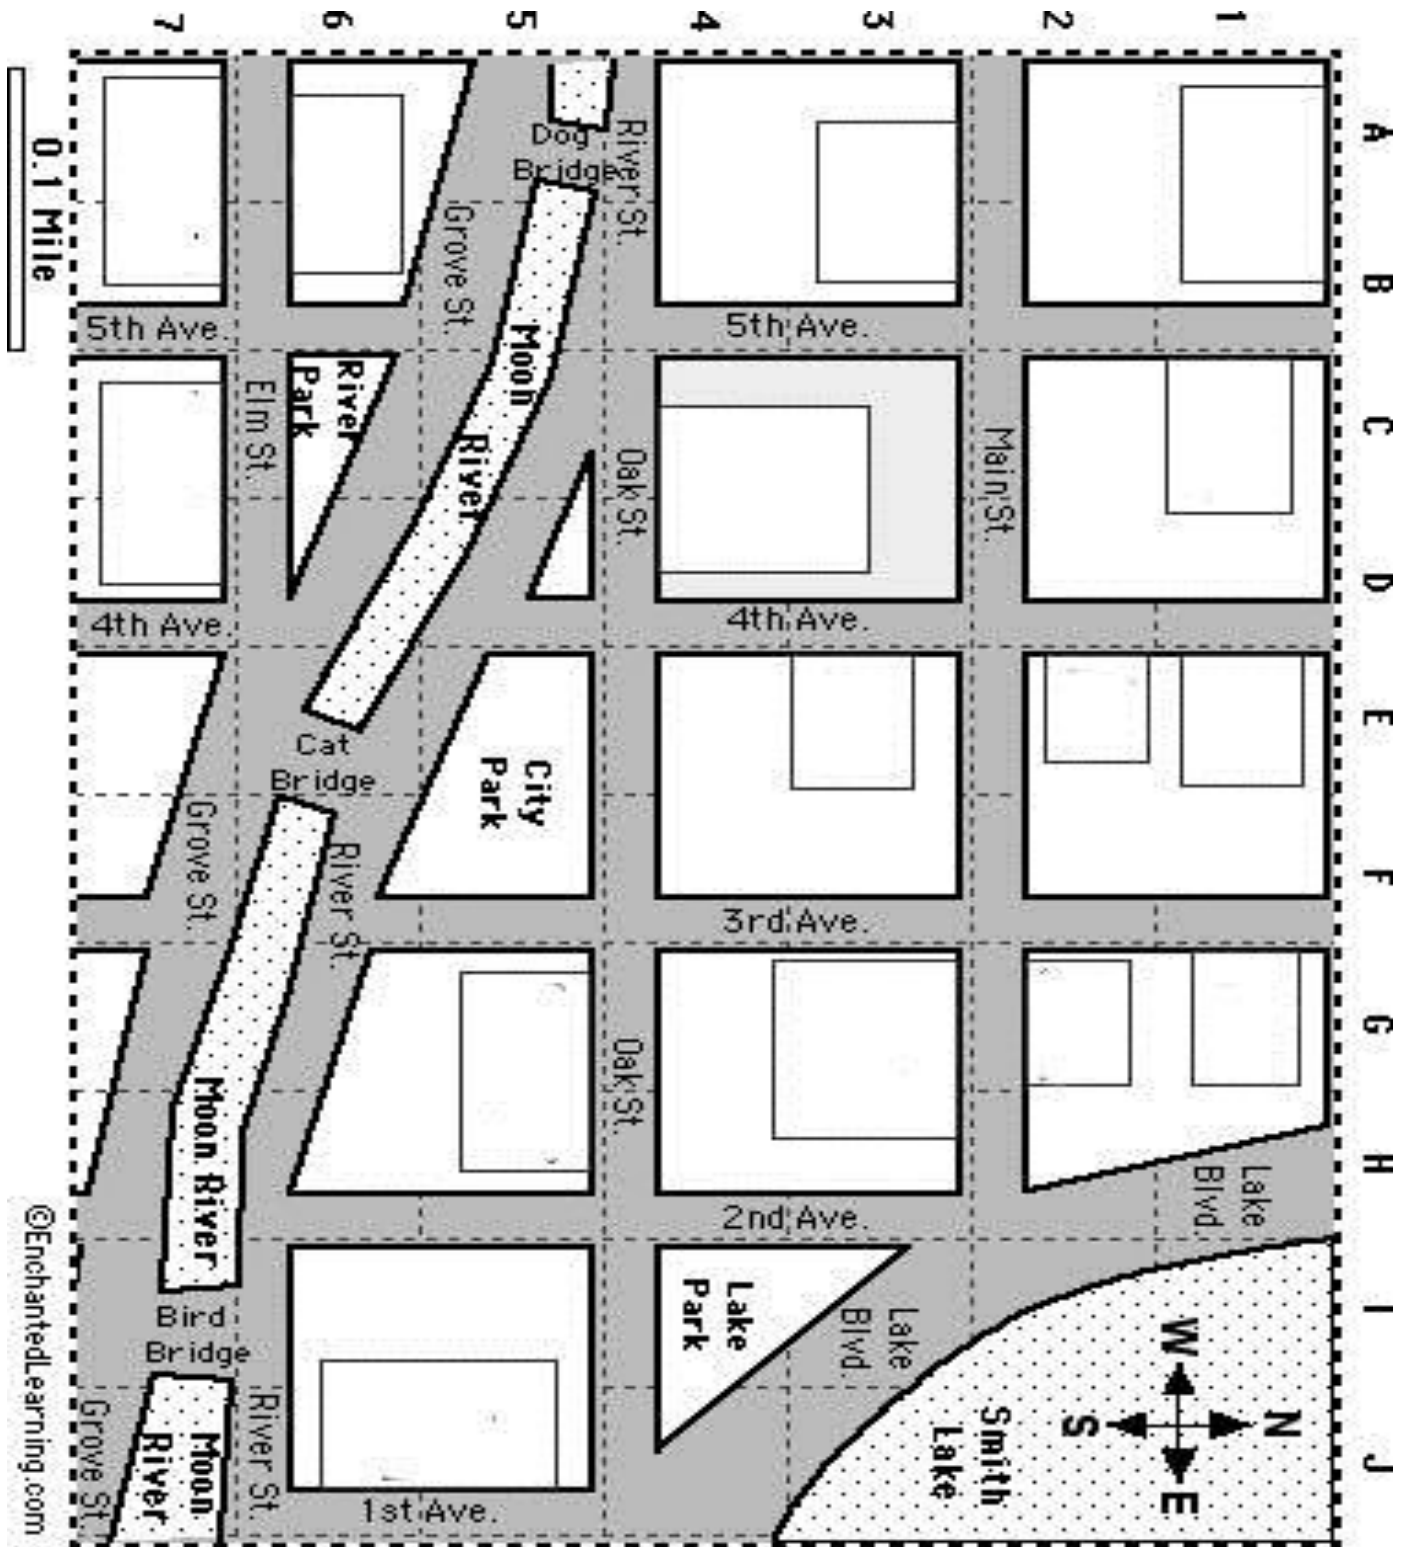 A
B
C
D
E
F
G
H
I
J
1
2
3
4
5
6
7
River St.
Dog
Bridge
Grove St.
Moon
River
5th Ave.
5th Ave.
River
Park
Elm St.
Oak St.
Main St.
4th Ave.
4th Ave.
City
Park
Cat
Bridge
Grove St.
River St.
3rd Ave.
Oak St.
Moon River
Lake
Blvd.
2nd Ave.
Lake
Park
Lake
Blvd.
Bird
Bridge
River St.
Grove St.
Moon
River
1st Ave.
Smith
Lake
N
W
E
S
0.1 Mile
©EnchantedLearning.com